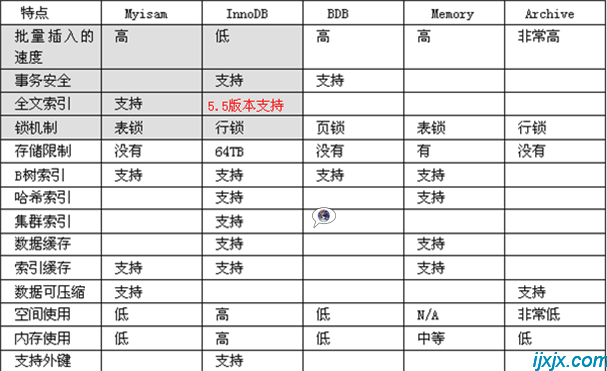 特点 Myisam InnoDB BDB Memory Archive
批量插入的 高 低 高 高 非常高
速度
事务安全 支持 支持
全文索引 支持 5.5版本支持
锁机制 表锁 行锁 页锁 表锁 行锁
存储限制 没有 64TB 没有 有 没有
B树索引 支持 支持 支持 支持
哈希索引 支持 支持
集群索引 支持
数据缓存 支持 支持
索引缓存 支持 支持 支持
数据可压缩 支持 支持
空间使用 低 高 低 N/A 非常低
内存使用 低 高 低 中等 低
支持外键 支持
ijxjx.com